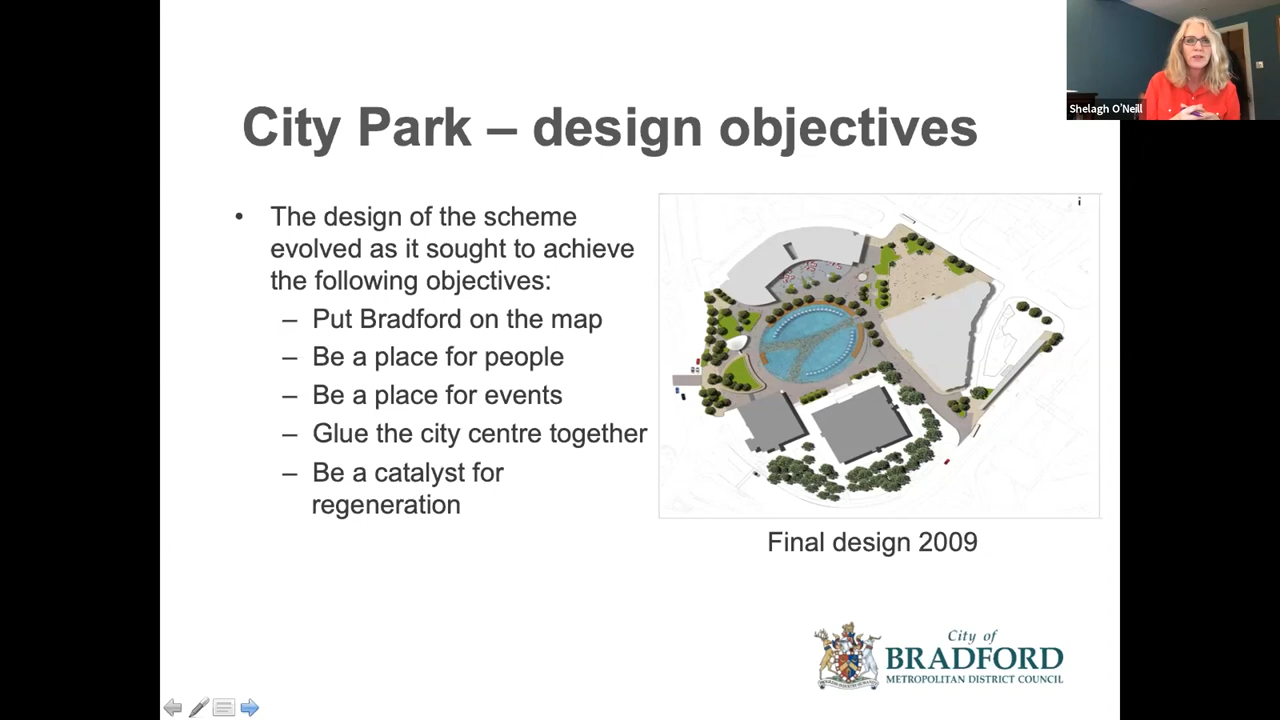 Shelagh O'Neill
City Park – design objectives
• The design of the scheme
evolved as it sought to achieve
the following objectives:
– Put Bradford on the map
– Be a place for people
– Be a place for events
– Glue the city centre together
– Be a catalyst for
regeneration
Final design 2009
City of
BRADFORD
METROPOLITAN DISTRICT COUNCIL